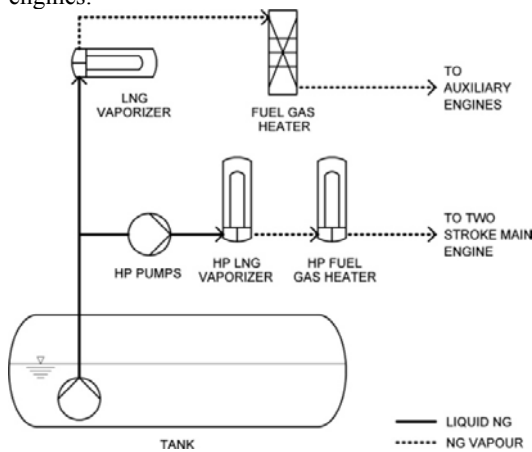 engines.
LNG
VAPORIZER
FUEL GAS
HEATER
TO
AUXILIARY
ENGINES
HP PUMPS
HP LNG
VAPORIZER
HP FUEL
GAS HEATER
TO TWO
STROKE MAIN
ENGINE
TANK
LIQUID NG
NG VAPOUR